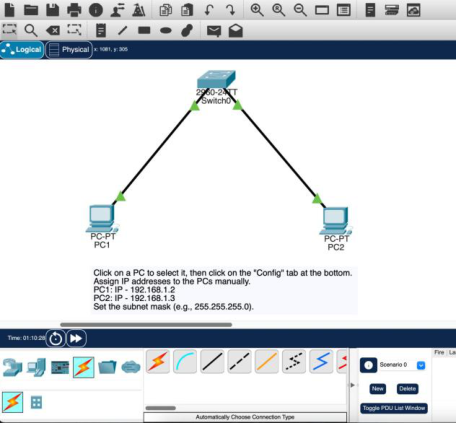 Logical
Physical
x: 1081, y: 305
2960-24TT
Switch0
PC-PT
PC1
PC-PT
PC2
Click on a PC to select it, then click on the "Config" tab at the bottom.
Assign IP addresses to the PCs manually.
PC1: IP - 192.168.1.2
PC2: IP - 192.168.1.3
Set the subnet mask (e.g., 255.255.255.0).
Time: 01:10:28
Scenario 0
Fire
New
Delete
Toggle PDU List Window
Automatically Choose Connection Type